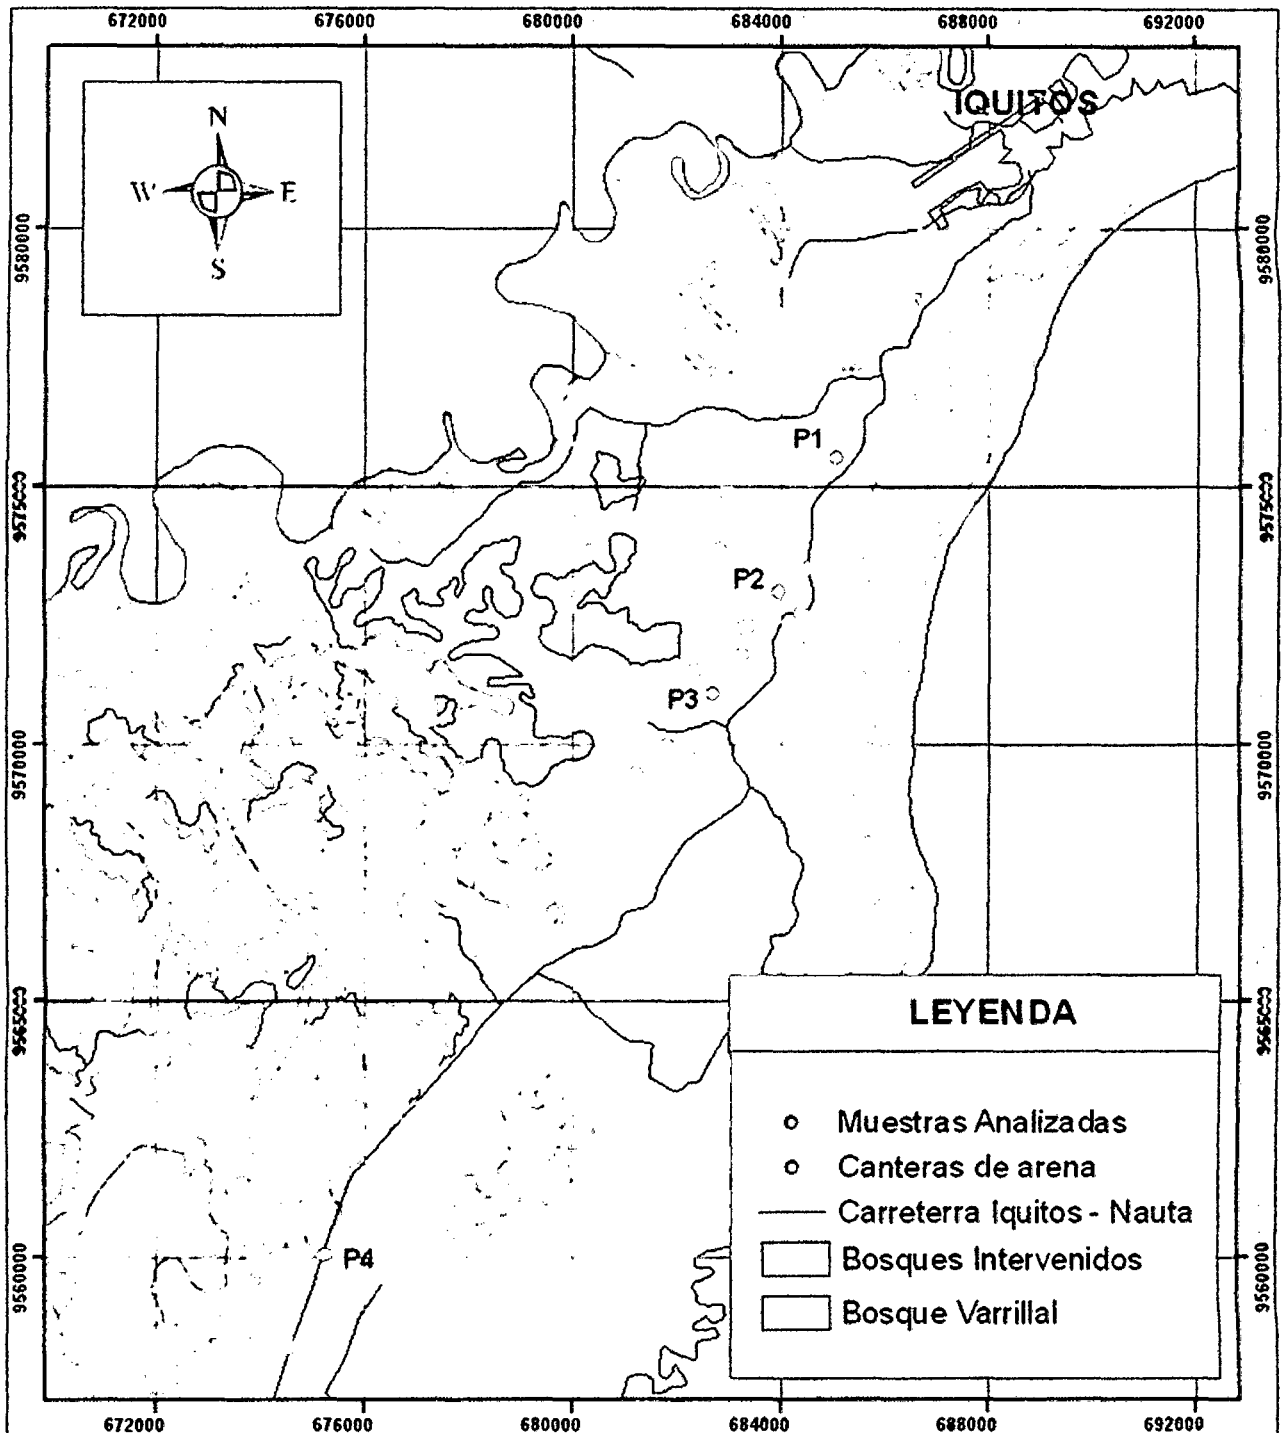 672000 676000 680000 684000 688000 692000
IQUITOS
N
W E
S
9580000 9580000
P1
9575000 9575000
P2
P3
9570000 9570000
9565000 9565000
LEYENDA
Muestras Analizadas
Canteras de arena
Carreterra Iquitos - Nauta
Bosques Intervenidos
Bosque Varrillal
P4
9560000 9560000
672000 676000 680000 684000 688000 692000